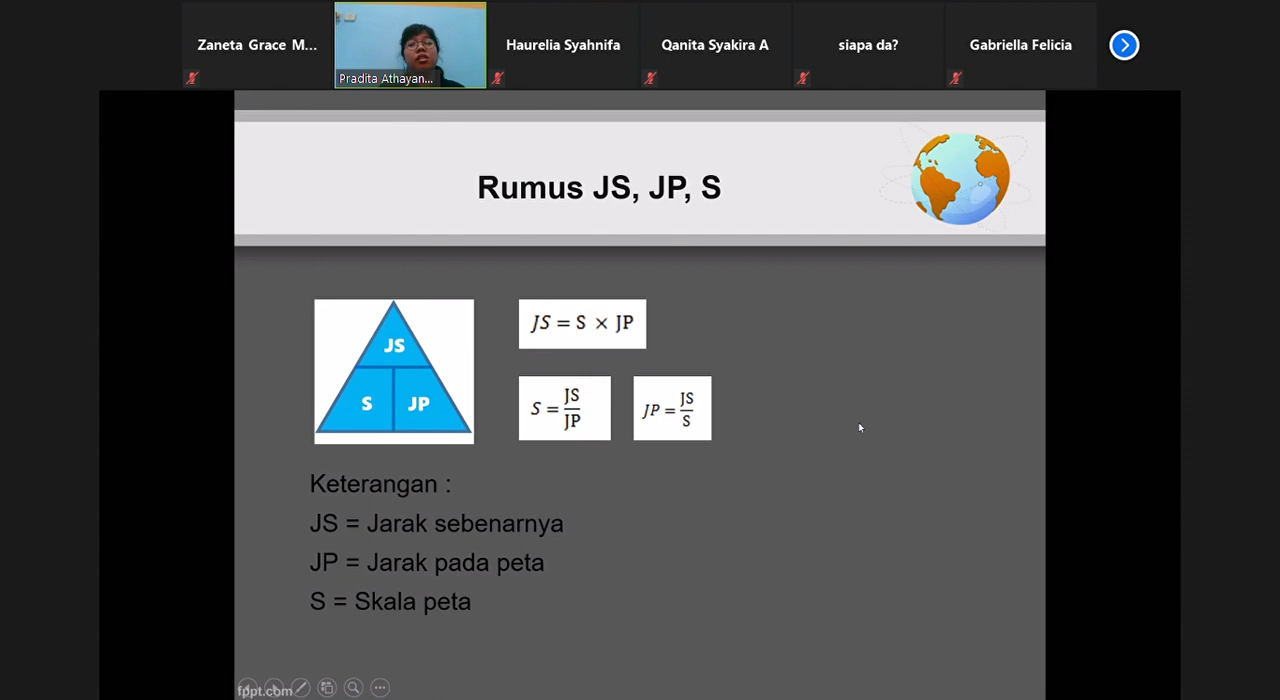 Zaneta Grace M...
Pradita Athayan...
Haurelia Syahnifa
Qanita Syakira A
siapa da?
Gabriella Felicia
Rumus JS, JP, S
JS
S
JP
JS = S × JP
S = JS/JP
JP = JS/S
Keterangan :
JS = Jarak sebenarnya
JP = Jarak pada peta
S = Skala peta
fppt.com